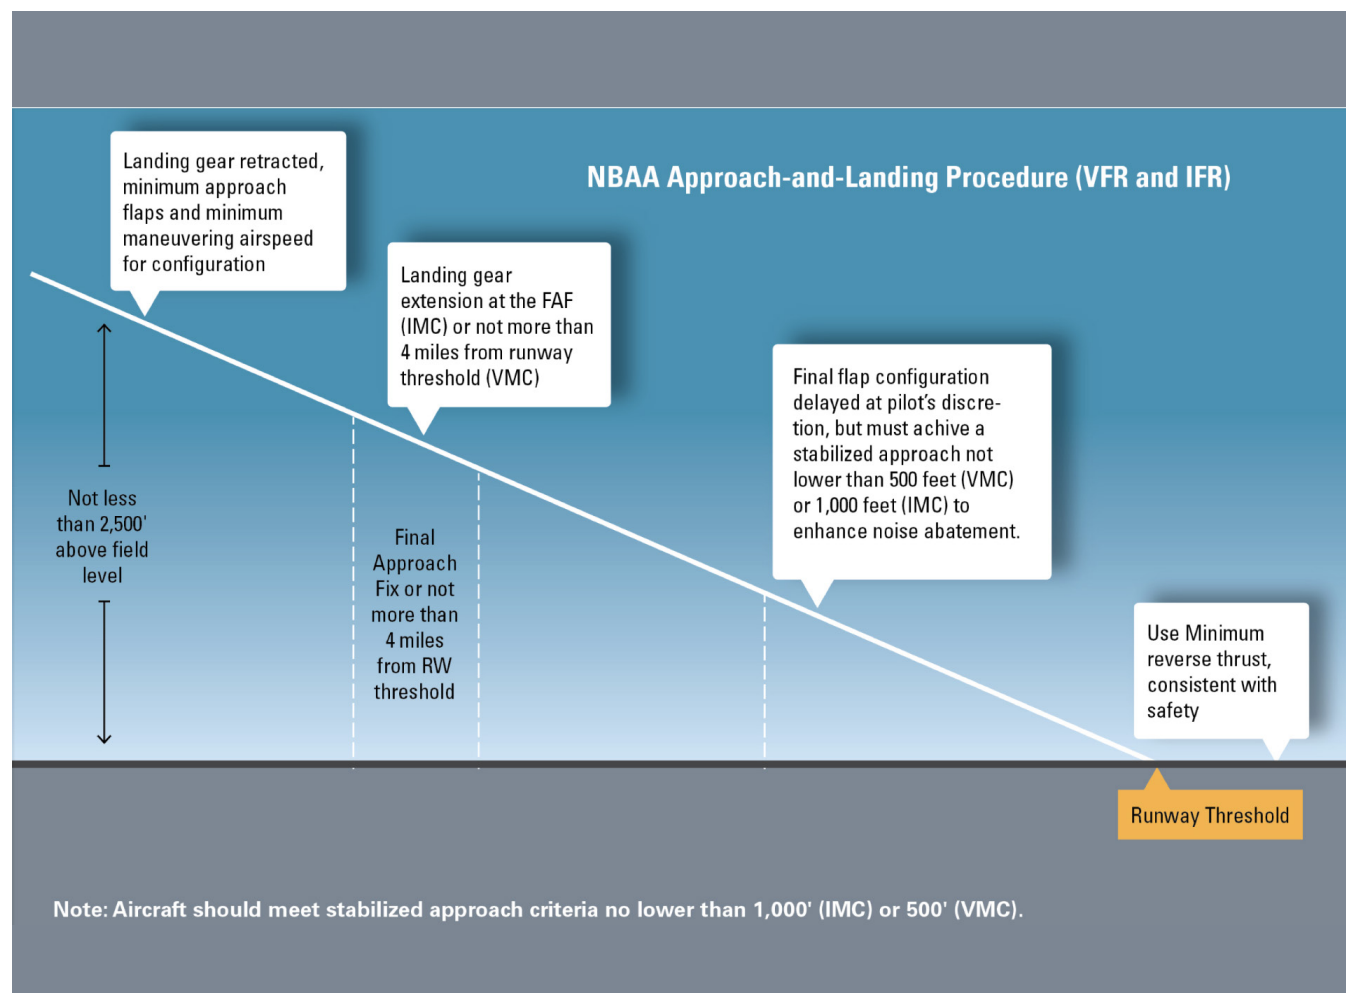 NBAA Approach-and-Landing Procedure (VFR and IFR)
Landing gear retracted,
minimum approach
flaps and minimum
maneuvering airspeed
for configuration
Landing gear
extension at the FAF
(IMC) or not more than
4 miles from runway
threshold (VMC)
Final flap configuration
delayed at pilot's discre-
tion, but must achive a
stabilized approach not
lower than 500 feet (VMC)
or 1,000 feet (IMC) to
enhance noise abatement.
Not less
than 2,500'
above field
level
Final
Approach
Fix or not
more than
4 miles
from RW
threshold
Use Minimum
reverse thrust,
consistent with
safety
Runway Threshold
Note: Aircraft should meet stabilized approach criteria no lower than 1,000' (IMC) or 500' (VMC).